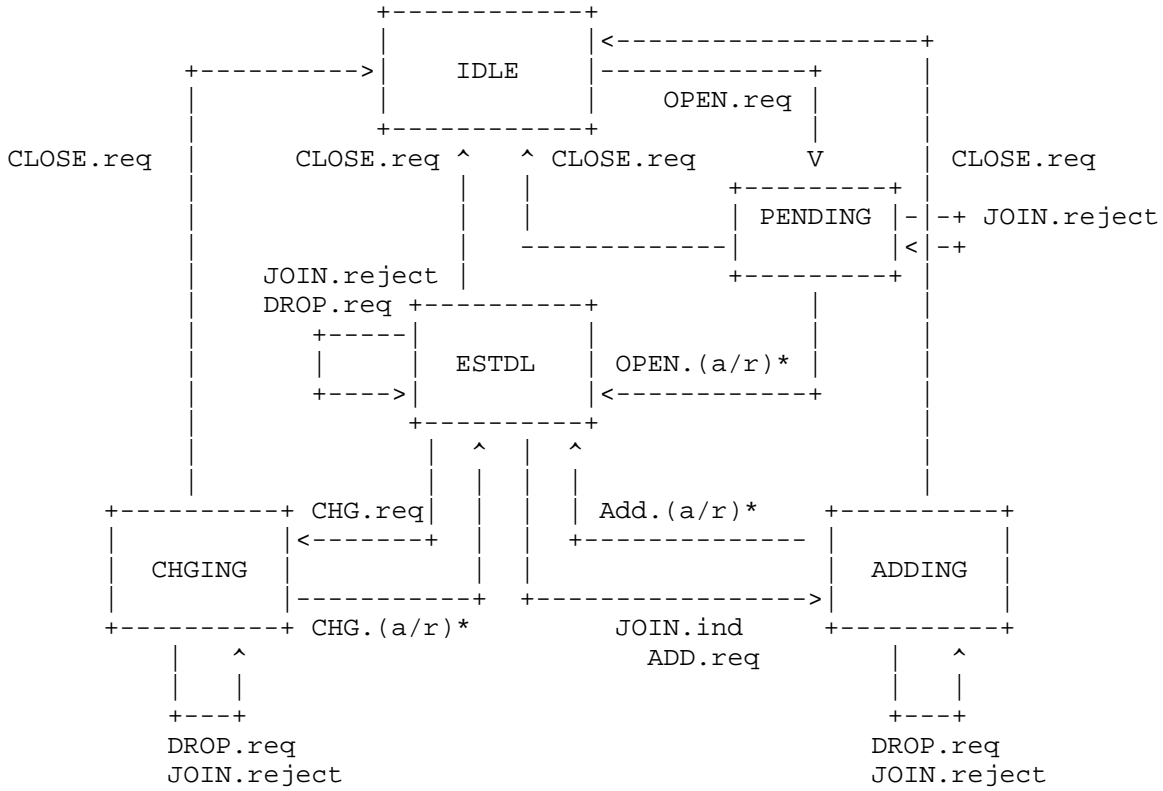 IDLE
OPEN.req
CLOSE.req CLOSE.req CLOSE.req CLOSE.req
PENDING JOIN.reject
JOIN.reject
DROP.req
ESTDL OPEN.(a/r)*
CHG.req Add.(a/r)*
CHGING ADDING
CHG.(a/r)* JOIN.ind
ADD.req
DROP.req DROP.req
JOIN.reject JOIN.reject